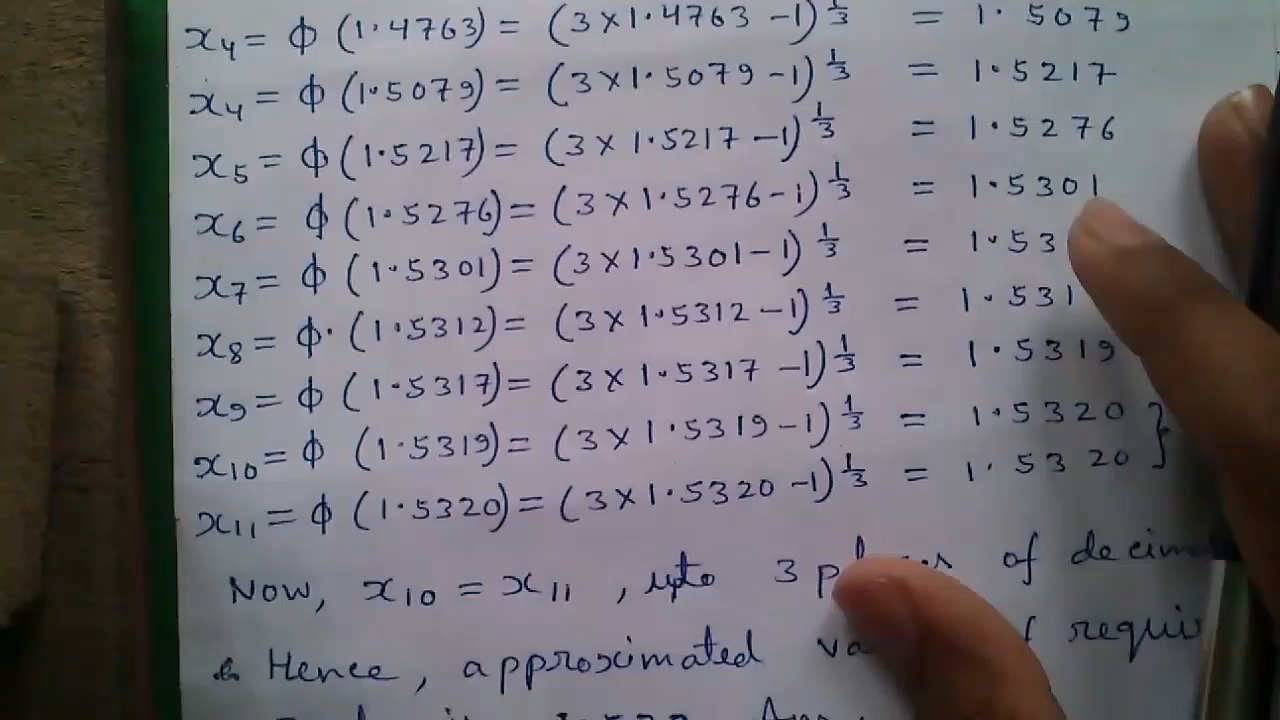 x₄ = ϕ (1.4763) = (3 × 1.4763 – 1)^1/3 = 1.5079
x₄ = ϕ (1.5079) = (3 × 1.5079 – 1)^1/3 = 1.5217
x₅ = ϕ (1.5217) = (3 × 1.5217 – 1)^1/3 = 1.5276
x₆ = ϕ (1.5276) = (3 × 1.5276 – 1)^1/3 = 1.5301
x₇ = ϕ (1.5301) = (3 × 1.5301 – 1)^1/3 = 1.53
x₈ = ϕ. (1.5312) = (3 × 1.5312 – 1)^1/3 = 1.531
x₉ = ϕ (1.5317) = (3 × 1.5317 – 1)^1/3 = 1.5319
x₁₀ = ϕ (1.5319) = (3 × 1.5319 – 1)^1/3 = 1.5320 }
x₁₁ = ϕ (1.5320) = (3 × 1.5320 – 1)^1/3 = 1.5320
Now, x₁₀ = x₁₁ , upto 3 of
Hence, approximated